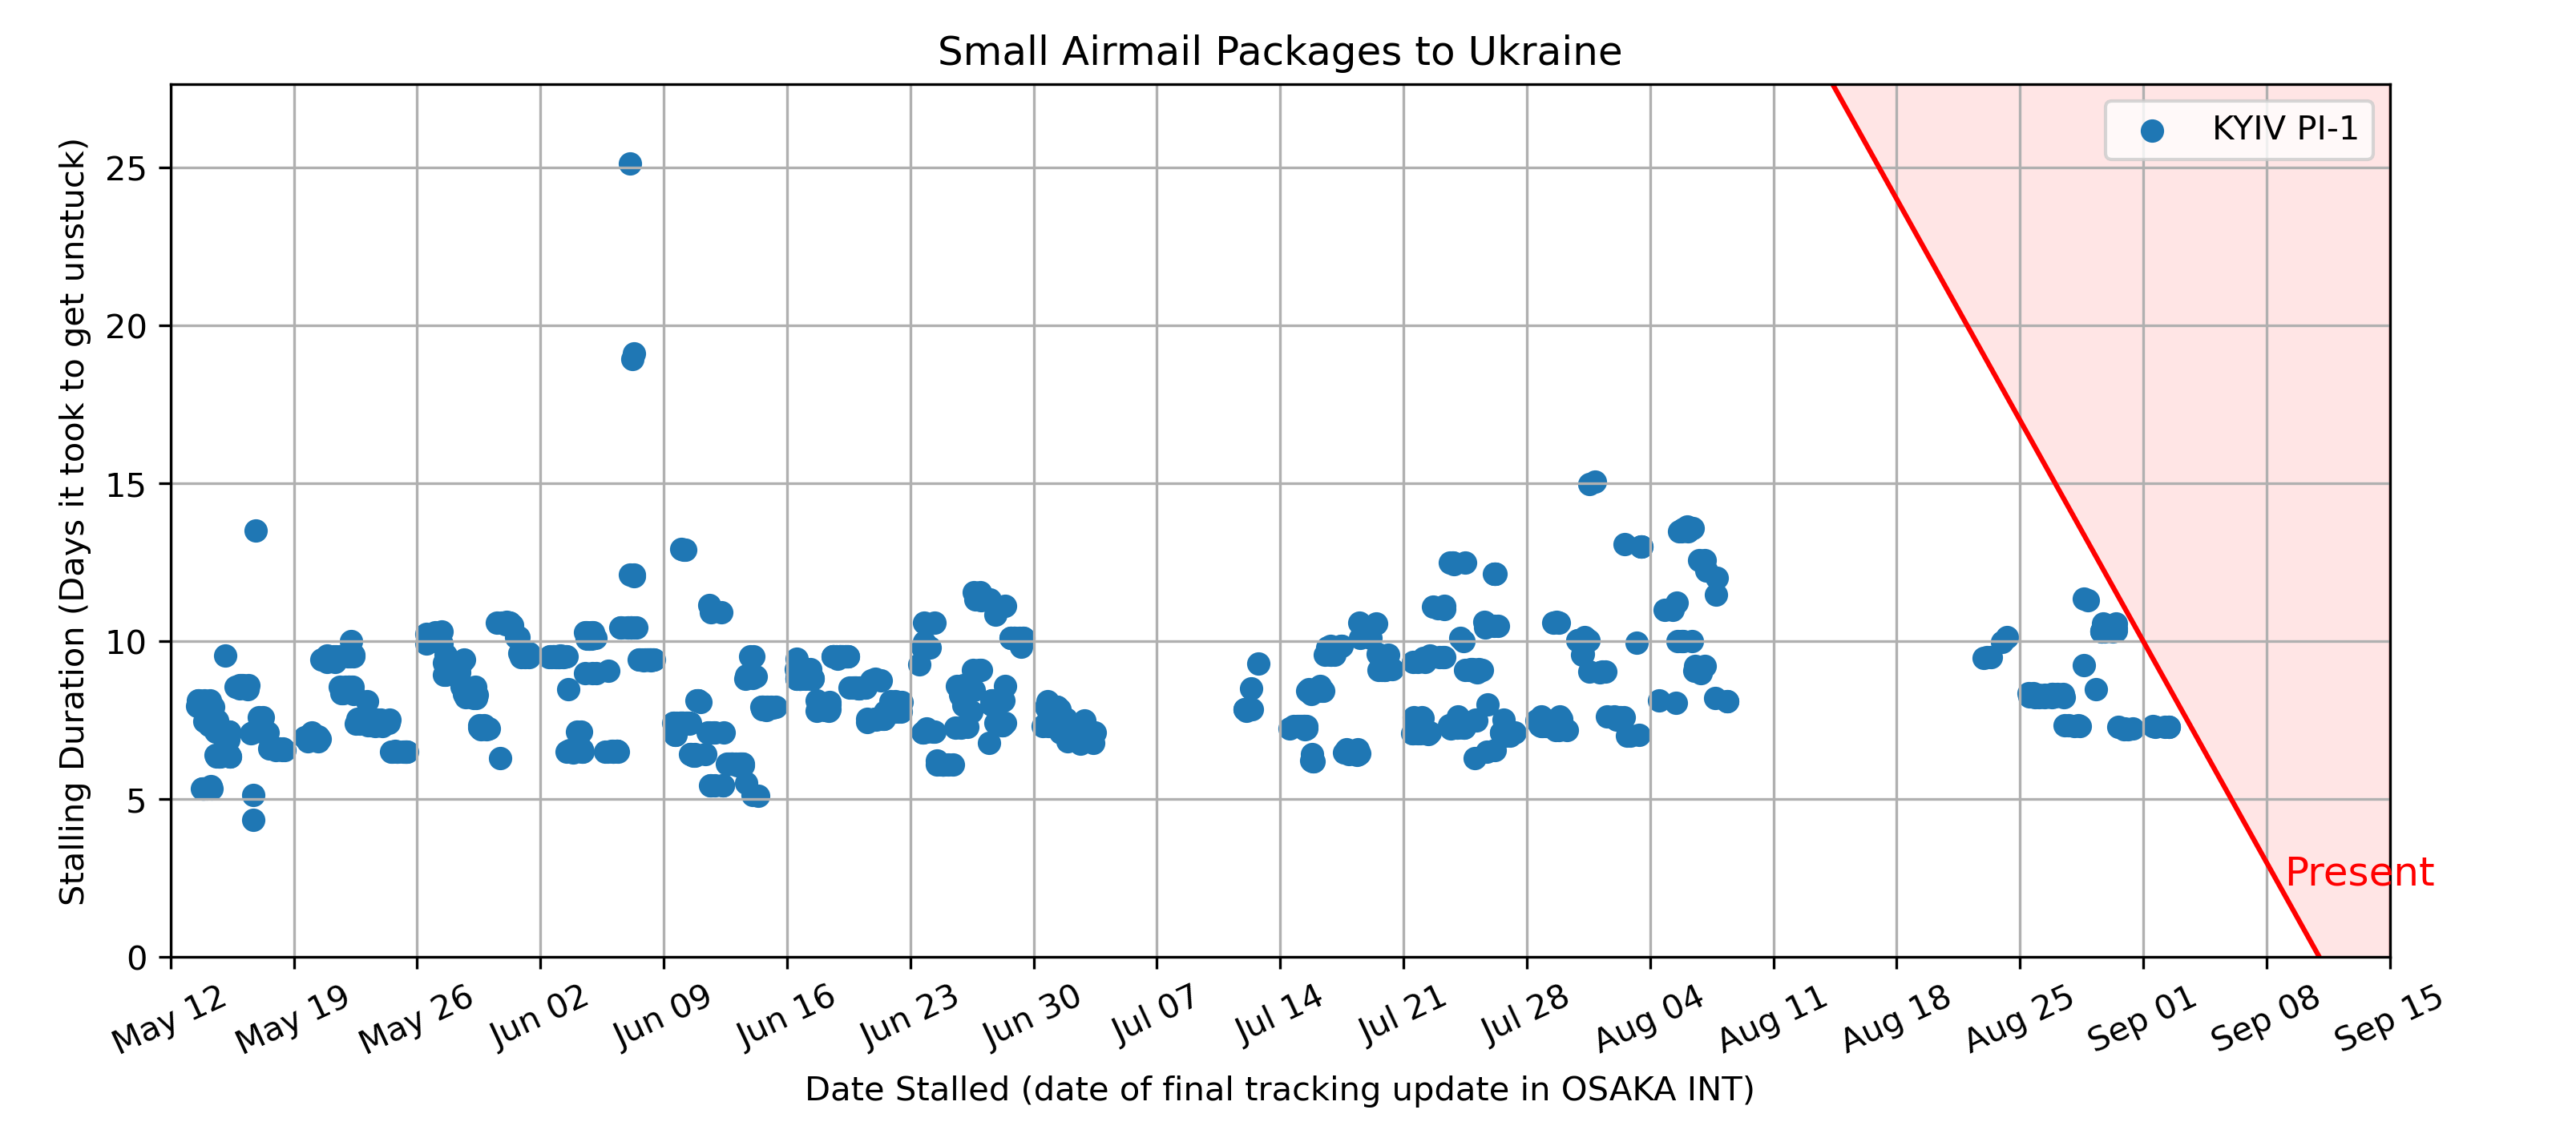 Small Airmail Packages to Ukraine
KYIV PI-1
Stalling Duration (Days it took to get unstuck)
25
20
15
10
5
0
Present
May 12 May 19 May 26 Jun 02 Jun 09 Jun 16 Jun 23 Jun 30 Jul 07 Jul 14 Jul 21 Jul 28 Aug 04 Aug 11 Aug 18 Aug 25 Sep 01 Sep 08 Sep 15
Date Stalled (date of final tracking update in OSAKA INT)